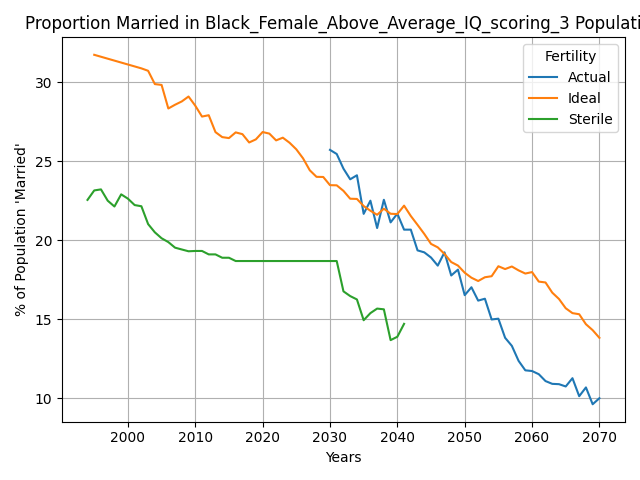 Proportion Married in Black_Female_Above_Average_IQ_scoring_3 Populati
% of Population 'Married'
30
25
20
15
10
Fertility
Actual
Ideal
Sterile
2000
2010
2020
2030
2040
2050
2060
2070
Years